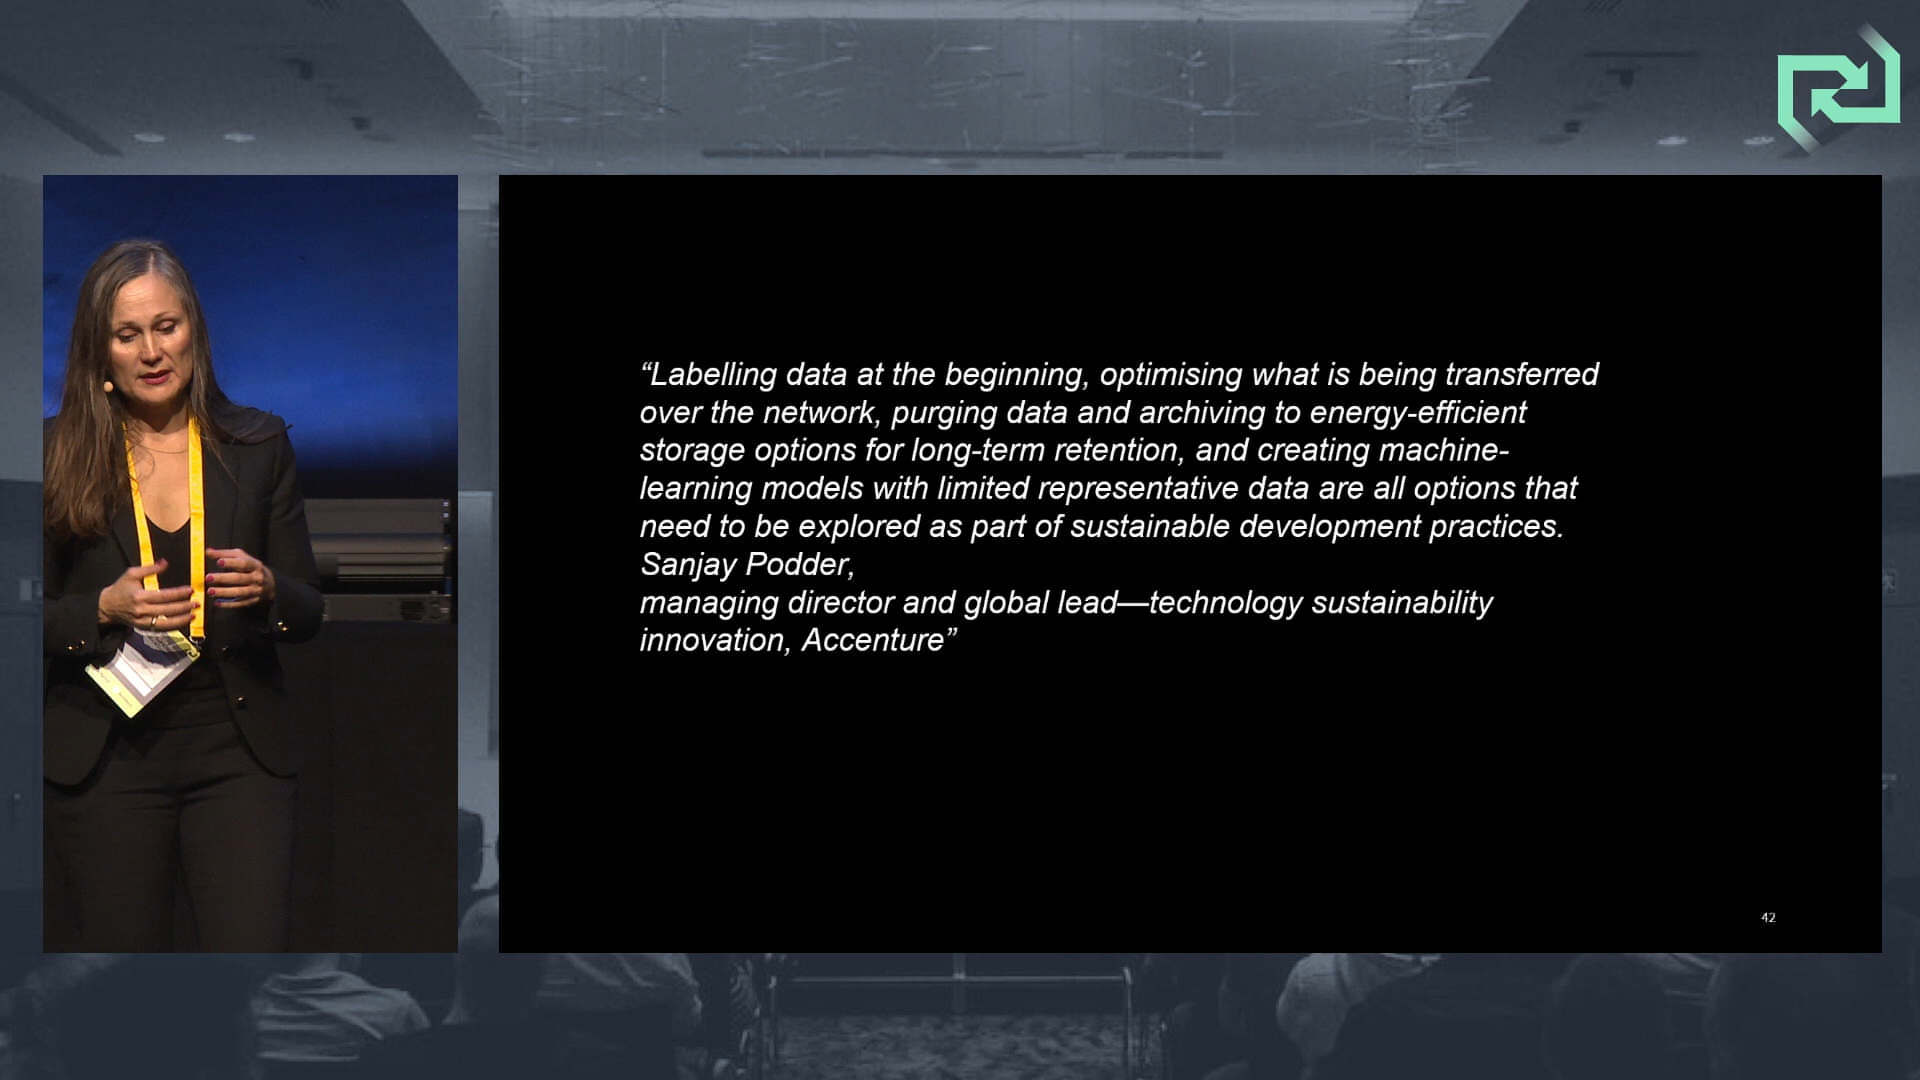 “Labelling data at the beginning, optimising what is being transferred
over the network, purging data and archiving to energy-efficient
storage options for long-term retention, and creating machine-
learning models with limited representative data are all options that
need to be explored as part of sustainable development practices.
Sanjay Podder,
managing director and global lead—technology sustainability
innovation, Accenture”
42